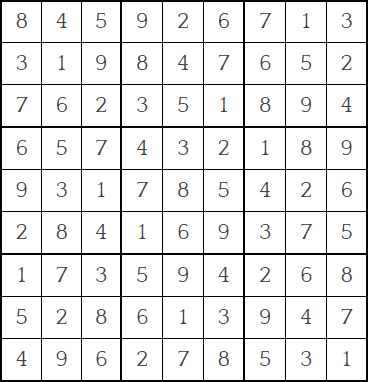 8 4 5 9 2 6 7 1 3
3 1 9 8 4 7 6 5 2
7 6 2 3 5 1 8 9 4
6 5 7 4 3 2 1 8 9
9 3 1 7 8 5 4 2 6
2 8 4 1 6 9 3 7 5
1 7 3 5 9 4 2 6 8
5 2 8 6 1 3 9 4 7
4 9 6 2 7 8 5 3 1